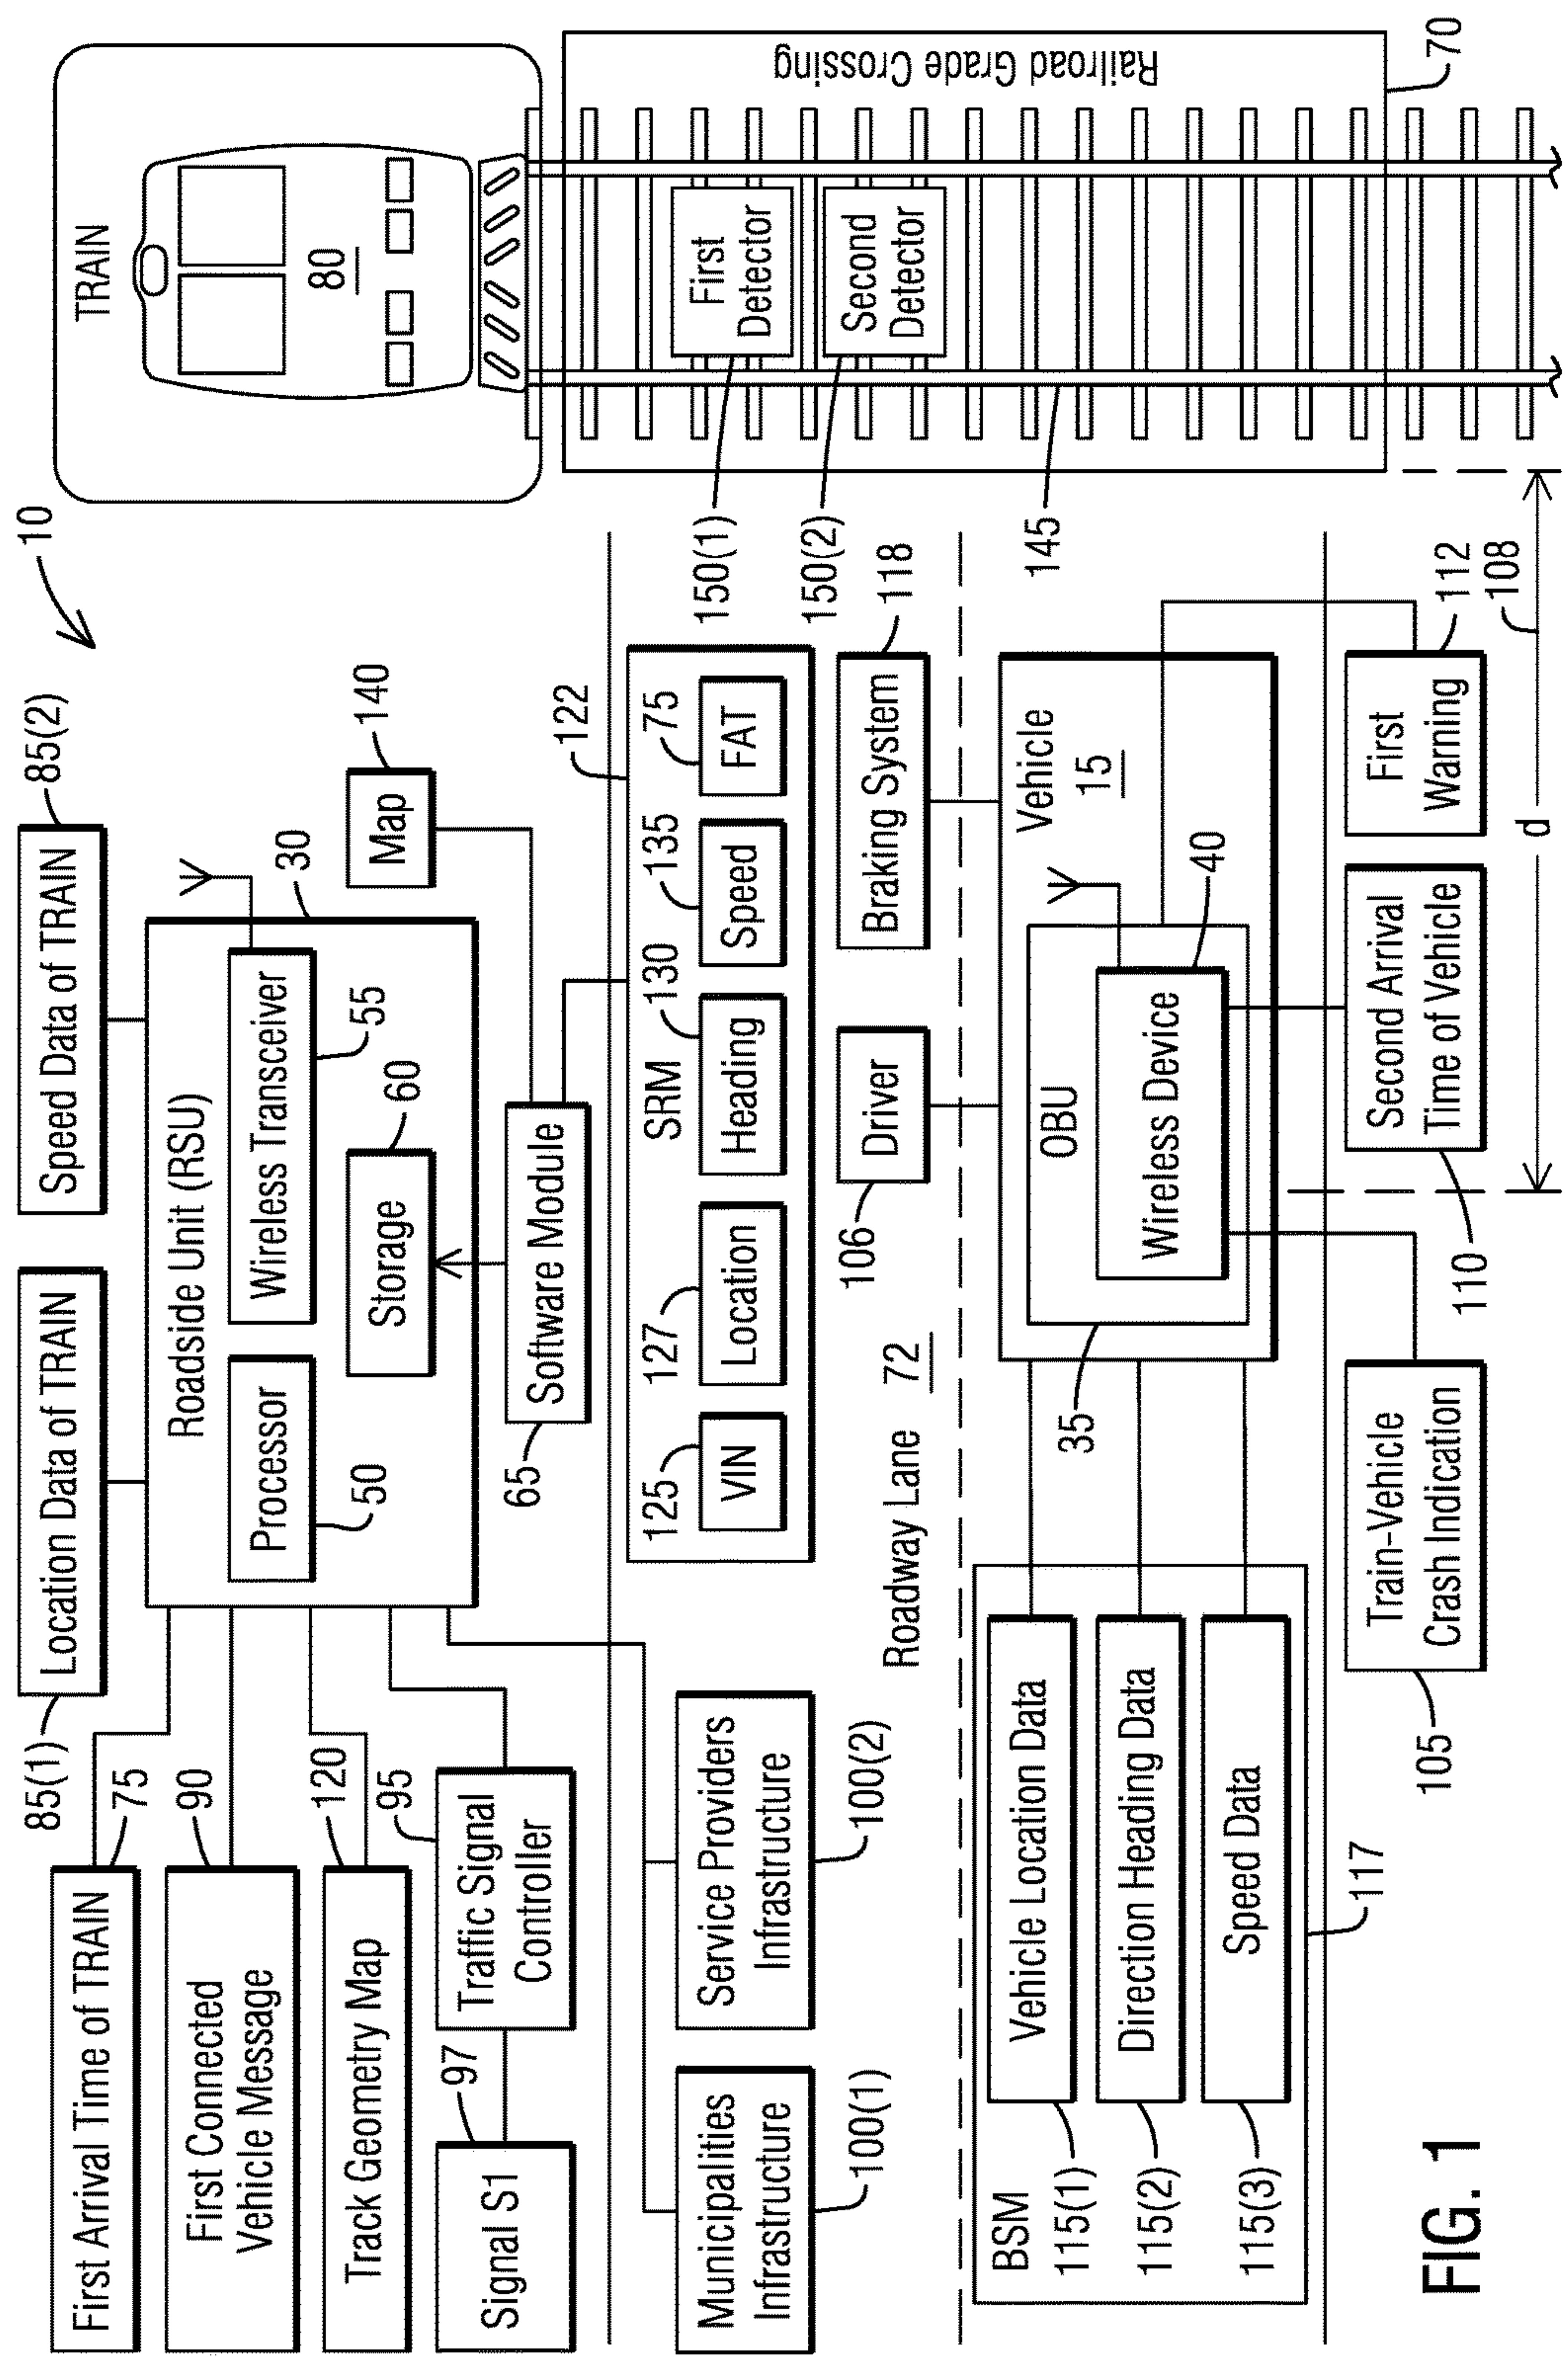 10
85(1)
Location Data of TRAIN
Speed Data of TRAIN
85(2)
First Arrival Time of TRAIN
75
First Connected
Vehicle Message
90
Track Geometry Map
120
Signal S1
97
Traffic Signal
Controller
95
Roadside Unit (RSU)
30
Processor
50
Wireless Transceiver
55
Storage
60
Map
140
Software Module
65
122
SRM
125
VIN
127
Location
130
Heading
135
Speed
75
FAT
Municipalities
Infrastructure
100(1)
Service Providers
Infrastructure
100(2)
Roadway Lane
72
106
Driver
Braking System
118
BSM
115(1)
Vehicle Location Data
115(2)
Direction Heading Data
115(3)
Speed Data
117
Vehicle
15
OBU
35
Wireless Device
40
105
Train-Vehicle
Crash Indication
110
Second Arrival
Time of Vehicle
First
Warning
112
108
d
TRAIN
80
First
Detector
150(1)
Second
Detector
150(2)
145
Railroad Grade Crossing
70
FIG. 1